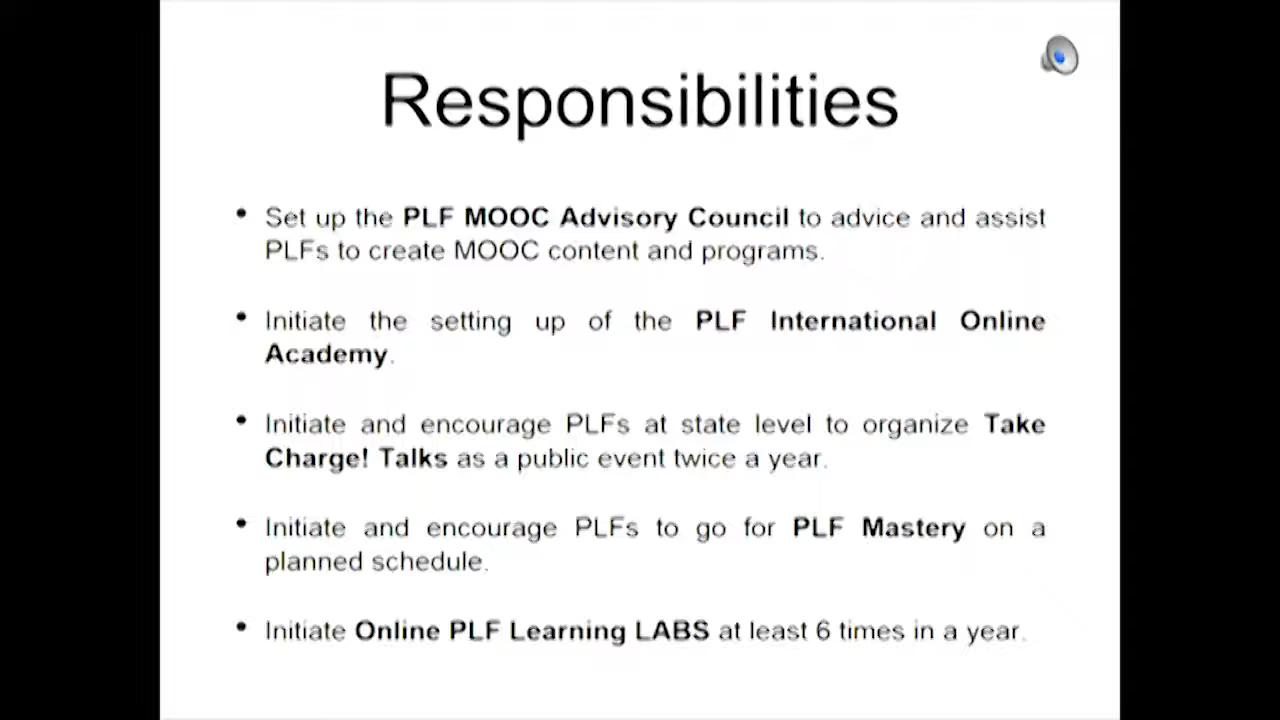 Responsibilities
• Set up the PLF MOOC Advisory Council to advice and assist
PLFs to create MOOC content and programs.
• Initiate the setting up of the PLF International Online
Academy.
• Initiate and encourage PLFs at state level to organize Take
Charge! Talks as a public event twice a year.
• Initiate and encourage PLFs to go for PLF Mastery on a
planned schedule.
• Initiate Online PLF Learning LABS at least 6 times in a year.